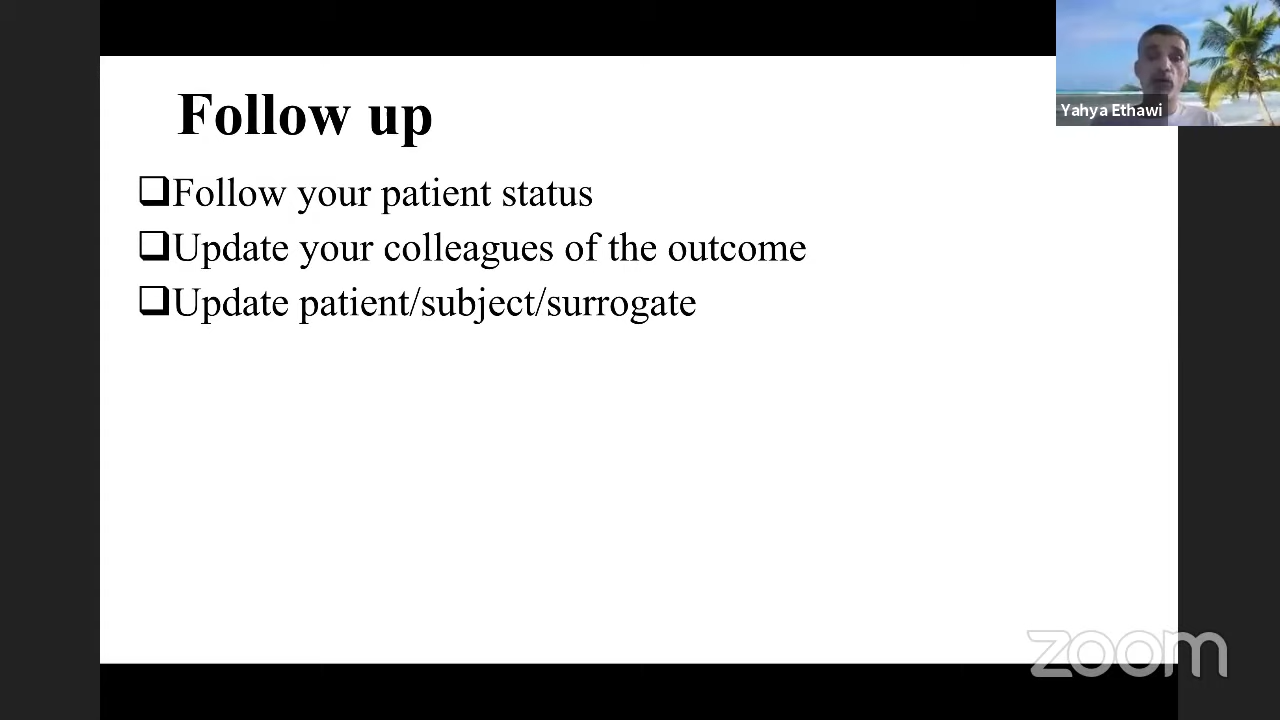 Follow up
Yahya Ethawi
❑Follow your patient status
❑Update your colleagues of the outcome
❑Update patient/subject/surrogate
zoom